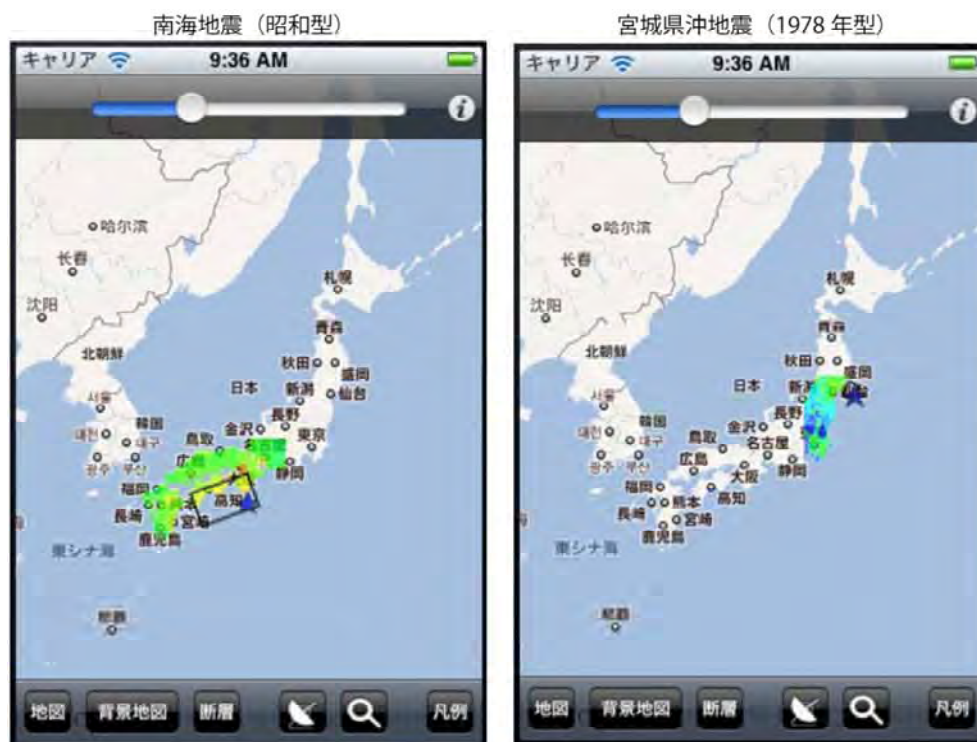 南海地震（昭和型）
キャリア 9:36 AM
哈尔滨
长春
沈阳
札幌
北朝鮮
青森
秋田
盛岡
서울
日本
新潟
仙台
韓国
대전
대구
金沢
長野
東京
광주
부산
鳥取
名古屋
広島
静岡
福岡
熊本
高知
長崎
宮崎
鹿児島
東シナ海
那覇
地図 背景地図 断層 凡例
宮城県沖地震（1978 年型）
キャリア 9:36 AM
哈尔滨
长春
沈阳
札幌
北朝鮮
青森
秋田
盛岡
서울
日本
仙台
韓国
대전
대구
金沢
長野
광주
부산
鳥取
名古屋
広島
静岡
大阪
福岡
高知
熊本
長崎
宮崎
鹿児島
東シナ海
那覇
地図 背景地図 断層 凡例